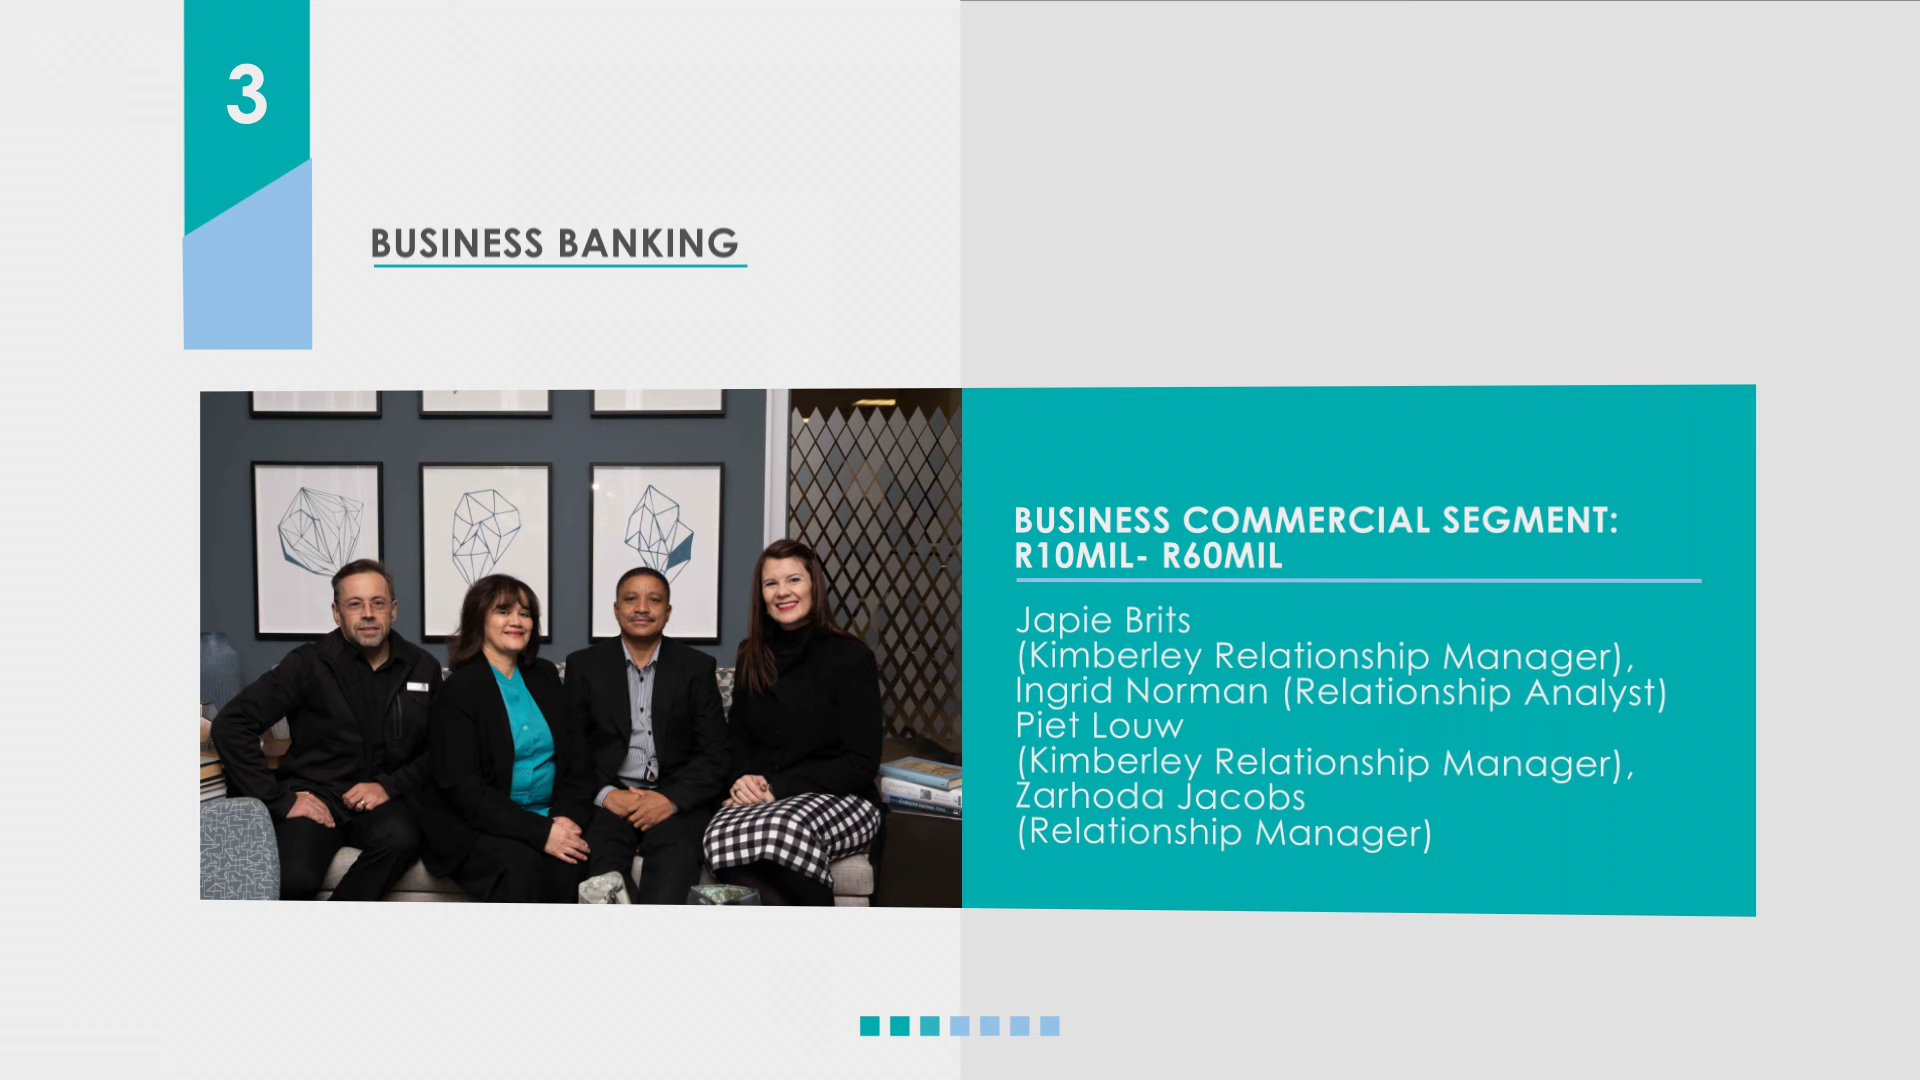 3
BUSINESS BANKING
BUSINESS COMMERCIAL SEGMENT:
R10MIL- R60MIL
Japie Brits
(Kimberley Relationship Manager),
Ingrid Norman (Relationship Analyst)
Piet Louw
(Kimberley Relationship Manager),
Zarhoda Jacobs
(Relationship Manager)